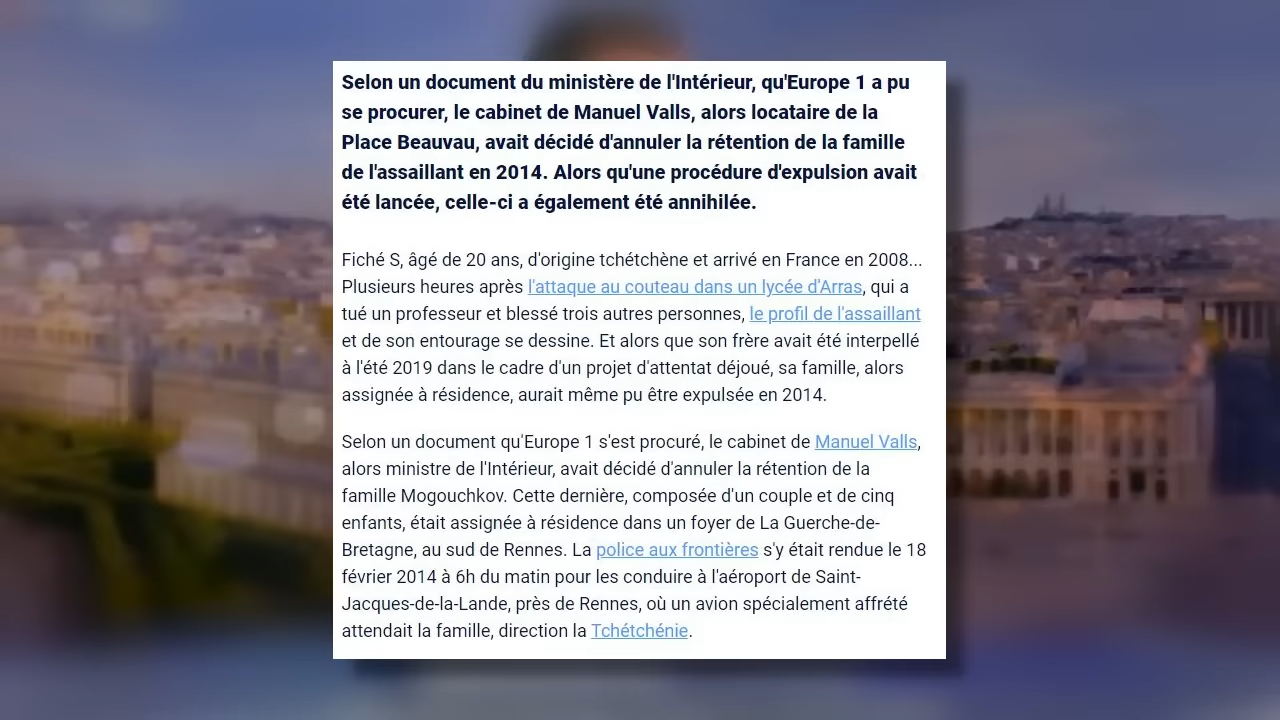 Selon un document du ministère de l'Intérieur, qu'Europe 1 a pu
se procurer, le cabinet de Manuel Valls, alors locataire de la
Place Beauvau, avait décidé d'annuler la rétention de la famille
de l'assaillant en 2014. Alors qu'une procédure d'expulsion avait
été lancée, celle-ci a également été annihilée.
Fiché S, âgé de 20 ans, d'origine tchétchène et arrivé en France en 2008...
Plusieurs heures après l'attaque au couteau dans un lycée d'Arras, qui a
tué un professeur et blessé trois autres personnes, le profil de l'assaillant
et de son entourage se dessine. Et alors que son frère avait été interpellé
à l'été 2019 dans le cadre d'un projet d'attentat déjoué, sa famille, alors
assignée à résidence, aurait même pu être expulsée en 2014.
Selon un document qu'Europe 1 s'est procuré, le cabinet de Manuel Valls,
alors ministre de l'Intérieur, avait décidé d'annuler la rétention de la
famille Mogouchkov. Cette dernière, composée d'un couple et de cinq
enfants, était assignée à résidence dans un foyer de La Guerche-de-
Bretagne, au sud de Rennes. La police aux frontières s'y était rendue le 18
février 2014 à 6h du matin pour les conduire à l'aéroport de Saint-
Jacques-de-la-Lande, près de Rennes, où un avion spécialement affrété
attendait la famille, direction la Tchétchénie.